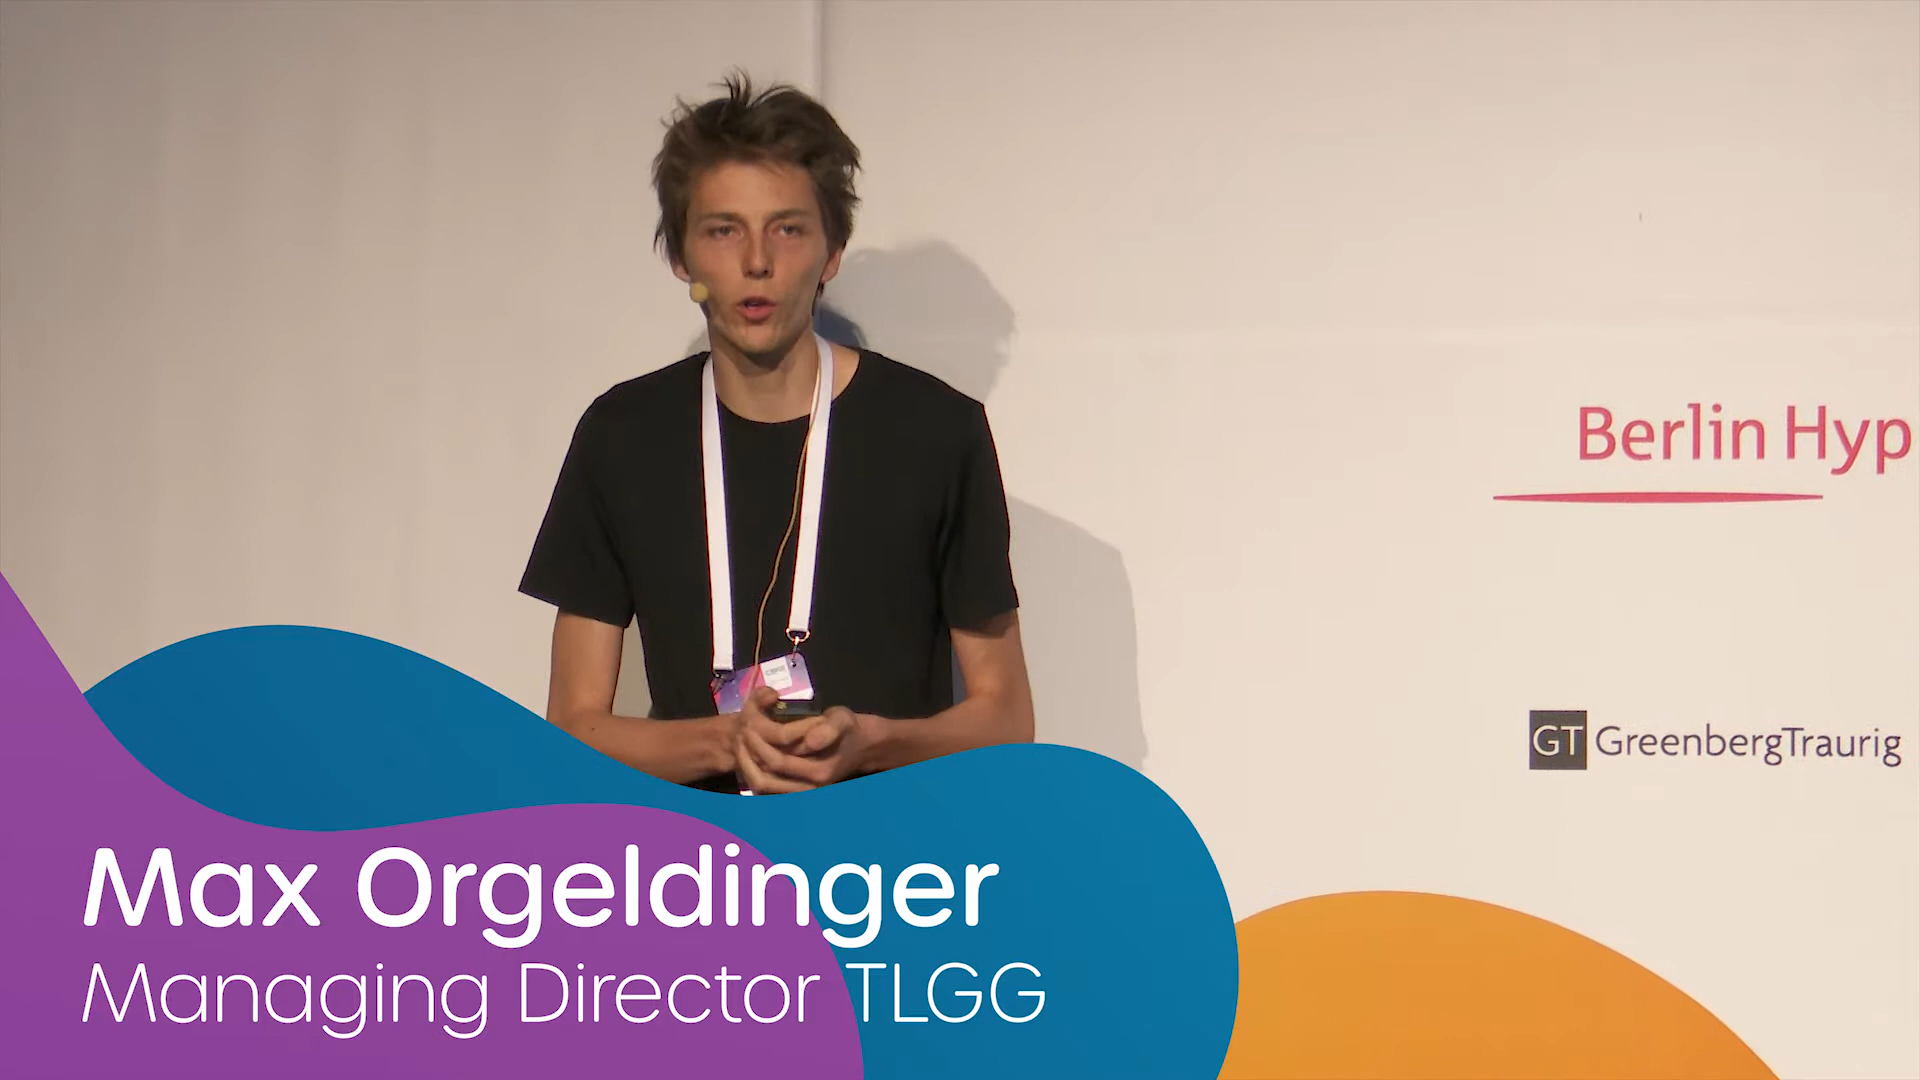 Berlin Hyp
GT GreenbergTraurig
Max Orgeldinger
Managing Director TLGG